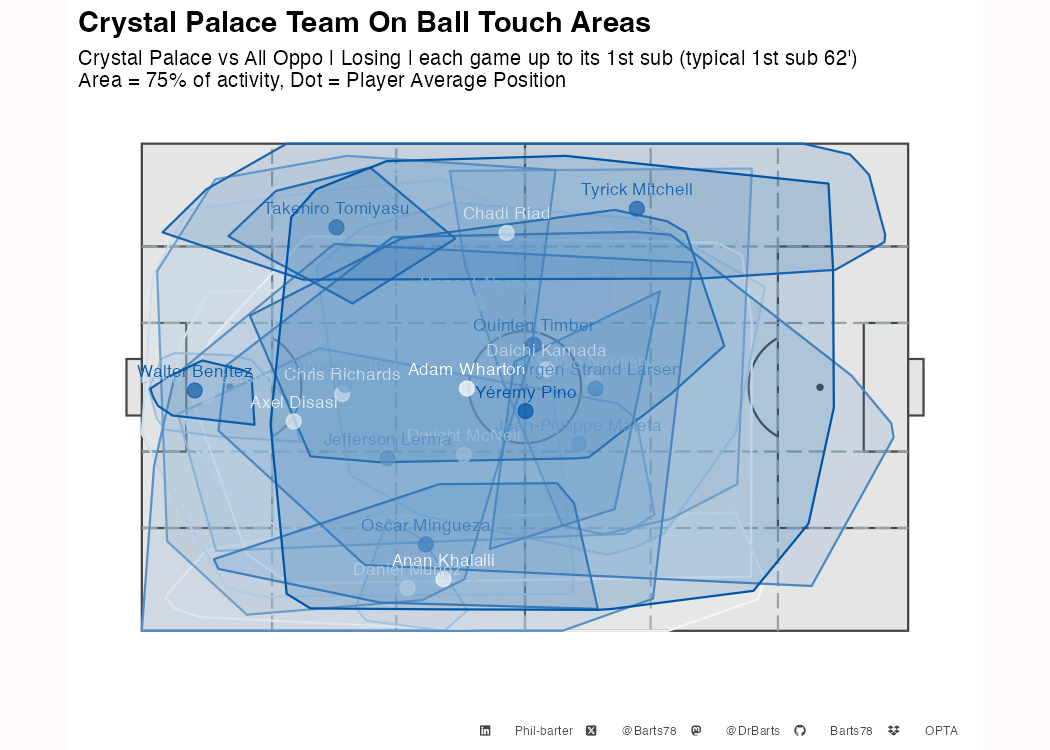 Crystal Palace Team On Ball Touch Areas
Crystal Palace vs All Oppo | Losing | each game up to its 1st sub (typical 1st sub 62')
Area = 75% of activity, Dot = Player Average Position
Tyrick Mitchell
Takehiro Tomiyasu
Chadi Riad
Quinten Timber
Daichi Kamada
Walter Benítez
Chris Richards
Adam Wharton
Jørgen Strand Larsen
Yéremy Pino
Axel Disasi
Jean-Philippe Mateta
Jefferson Lerma
Dwight McNeil
Óscar Mingueza
Anan Khalaili
Daniel Muñoz
Phil-barter @Barts78 @DrBarts Barts78 OPTA